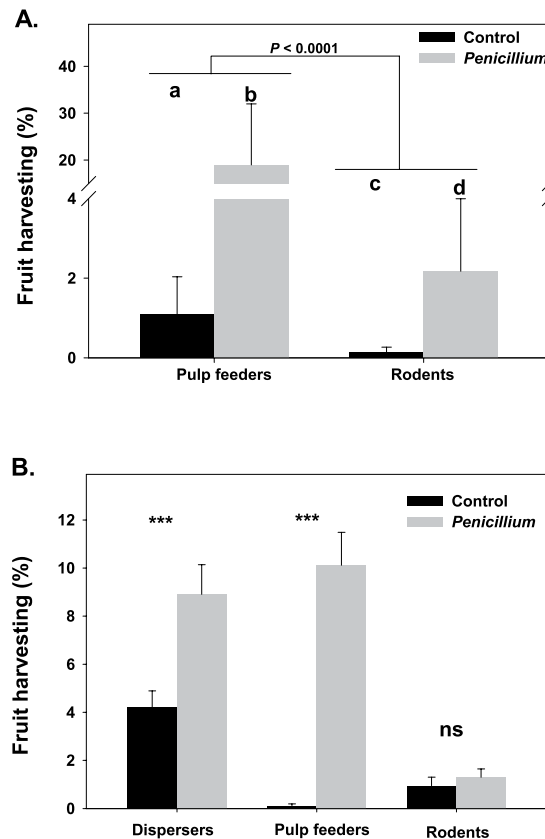 A.
Control
Penicillium
P < 0.0001
40
a
b
30
20
c
d
4
2
0
Fruit harvesting (%)
Pulp feeders
Rodents
B.
Control
Penicillium
12
***
***
10
8
6
4
2
ns
0
Fruit harvesting (%)
Dispersers
Pulp feeders
Rodents